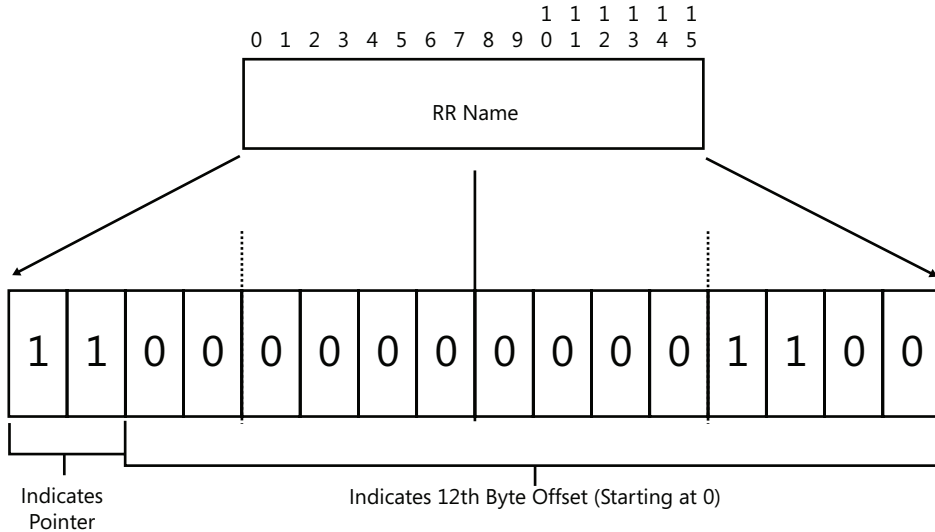 1 1 1 1 1 1
0 1 2 3 4 5 6 7 8 9 0 1 2 3 4 5
RR Name
1 1 0 0 0 0 0 0 0 0 0 0 1 1 0 0
Indicates
Pointer
Indicates 12th Byte Offset (Starting at 0)